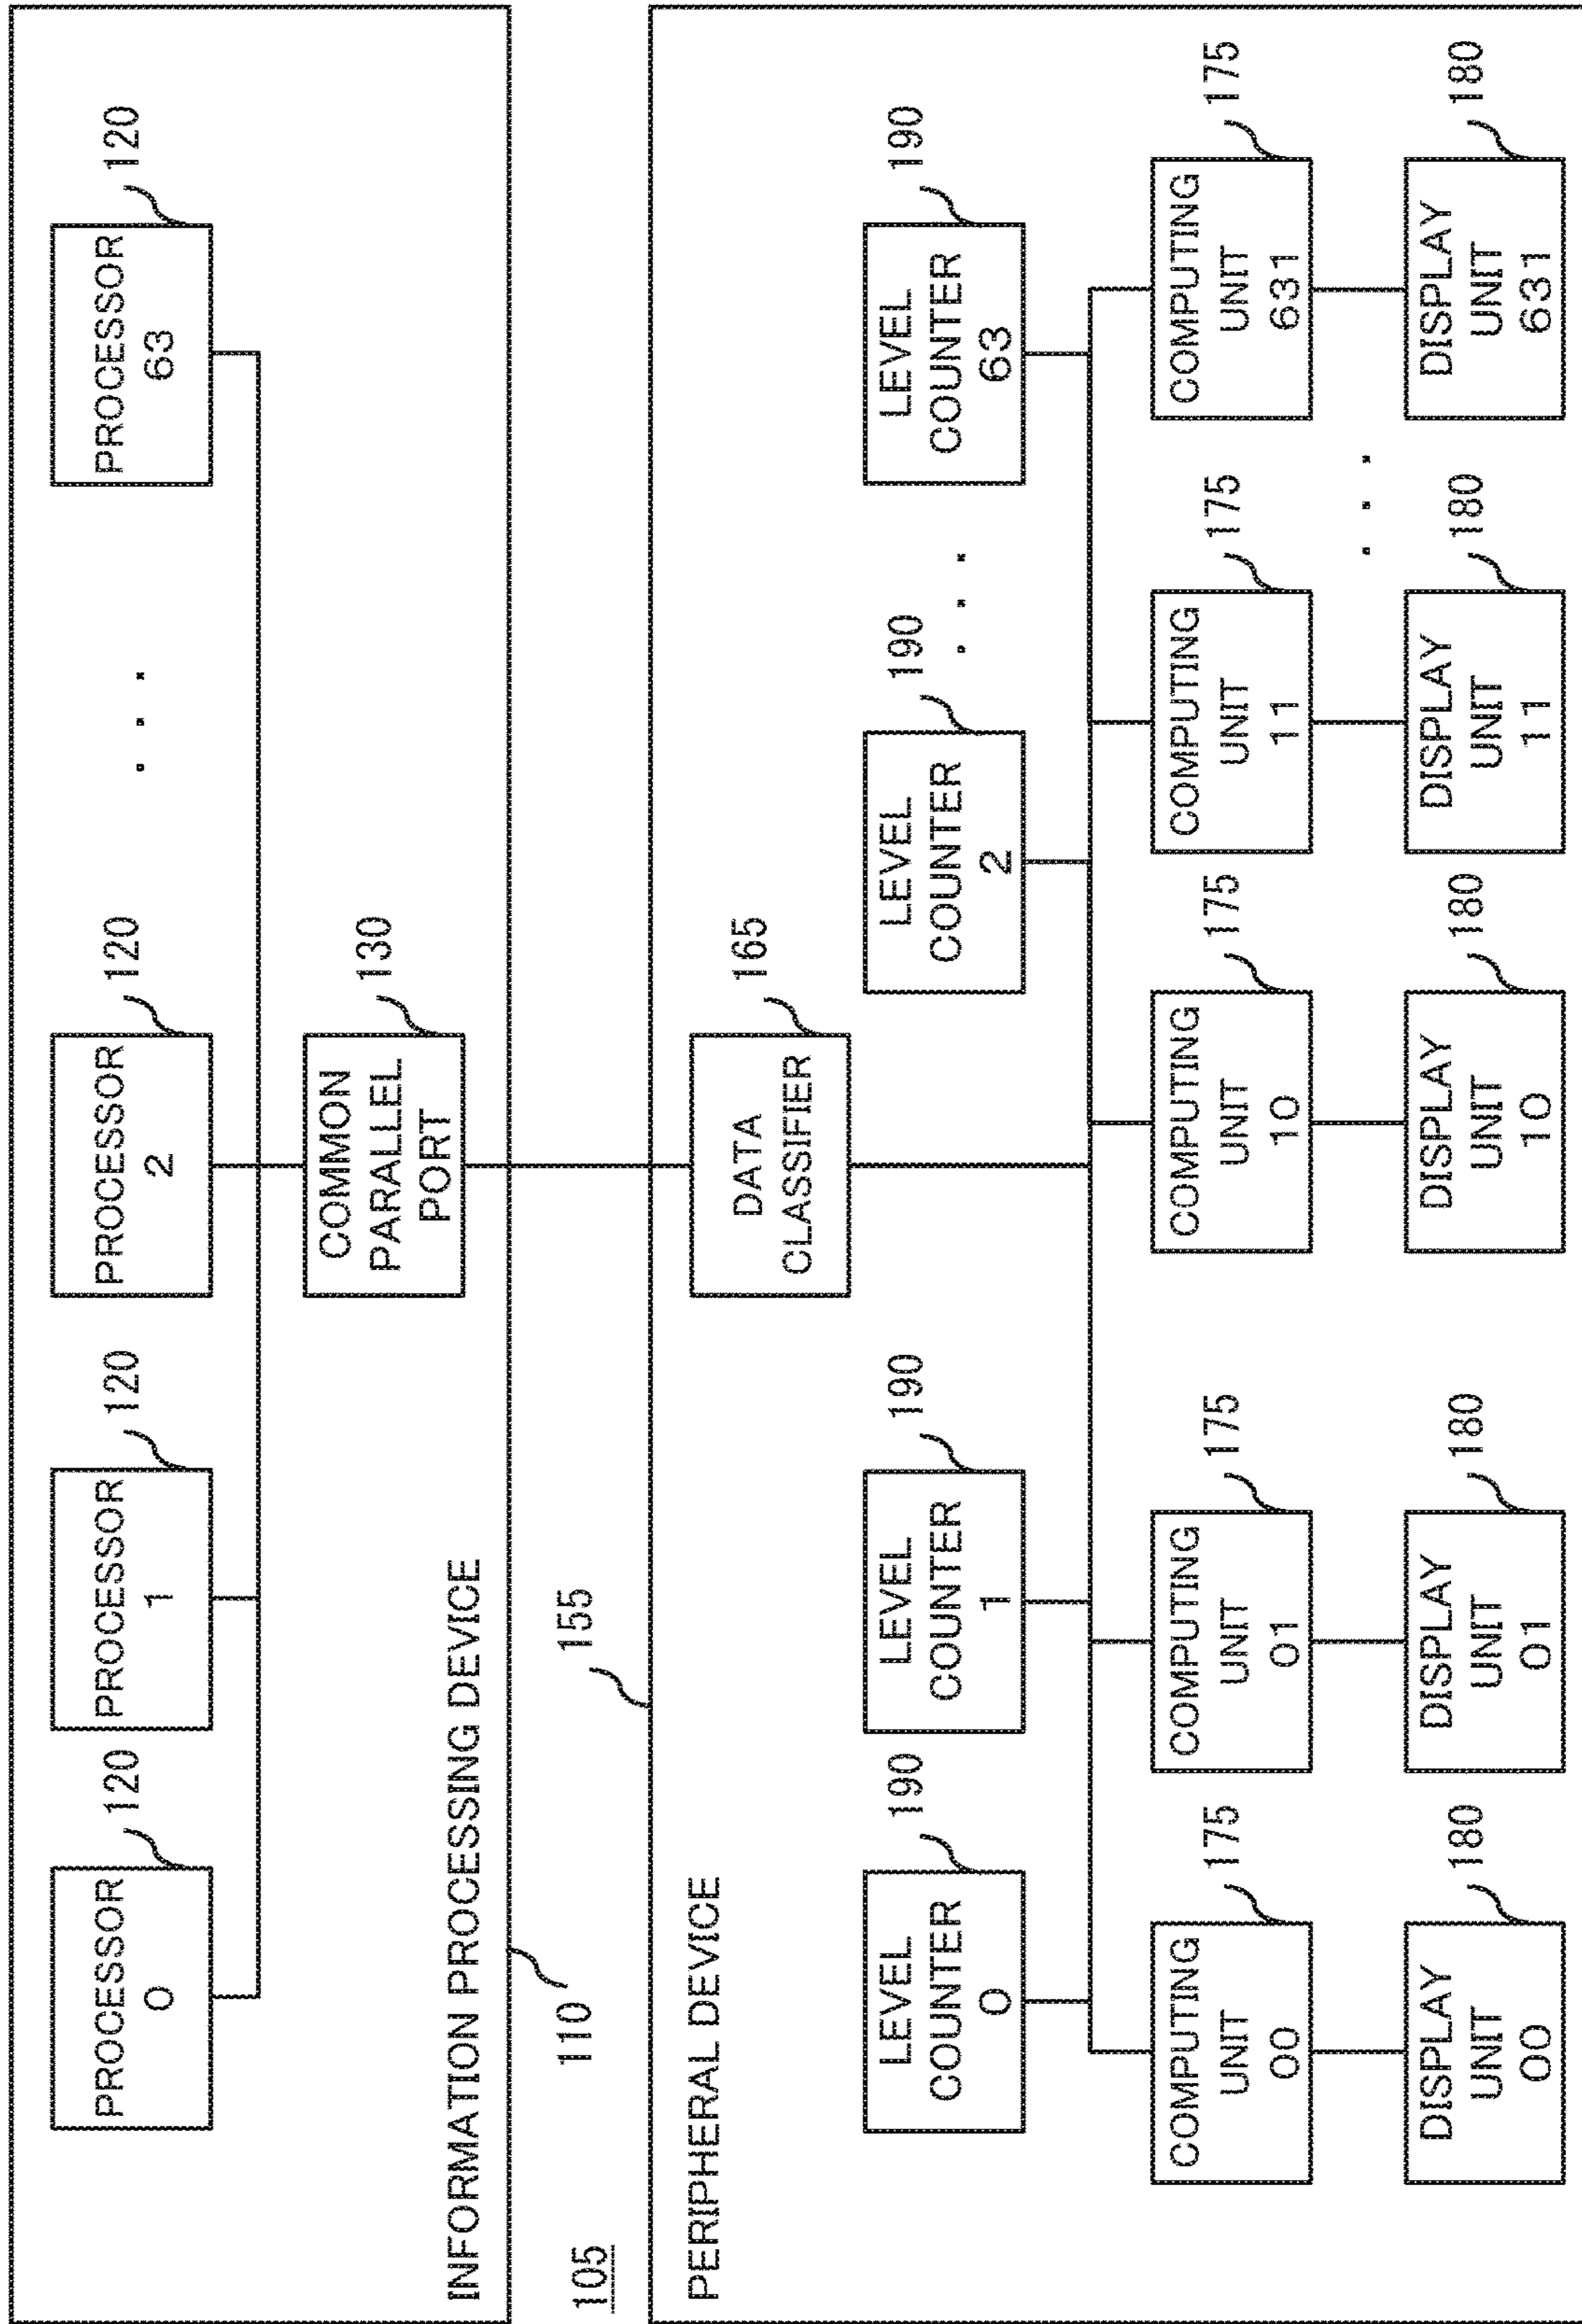 105
120
120
120
120
PROCESSOR
0
PROCESSOR
1
PROCESSOR
2
PROCESSOR
63
. . .
COMMON
PARALLEL
PORT
130
INFORMATION PROCESSING DEVICE
110
155
PERIPHERAL DEVICE
DATA
CLASSIFIER
165
190
190
190
190
LEVEL
COUNTER
0
LEVEL
COUNTER
1
LEVEL
COUNTER
2
LEVEL
COUNTER
63
. . .
175
175
175
175
175
COMPUTING
UNIT
00
COMPUTING
UNIT
01
COMPUTING
UNIT
10
COMPUTING
UNIT
11
COMPUTING
UNIT
631
. . .
180
180
180
180
180
DISPLAY
UNIT
00
DISPLAY
UNIT
01
DISPLAY
UNIT
10
DISPLAY
UNIT
11
DISPLAY
UNIT
631